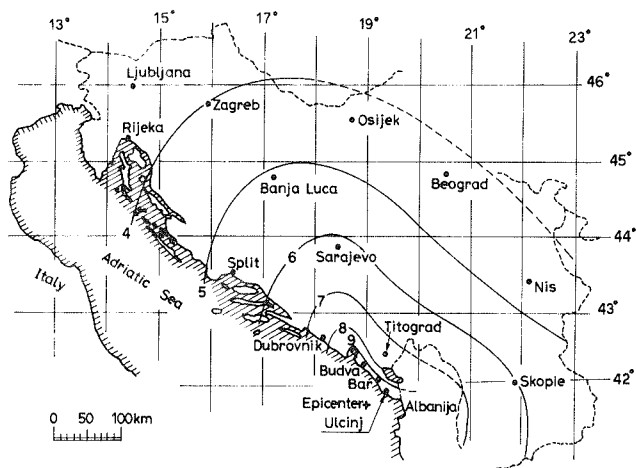 13° 15° 17° 19° 21° 23°
Ljubljana
46°
Zagreb
Osijek
Rijeka
45°
Banja Luca
Beograd
4
44°
6
Sarajevo
Adriatic Sea
Split
Italy
5
Nis
7
43°
8
Titograd
Dubrovnik
9
Budva
Bar
Skopie
42°
Epicenter
Albanija
Ulcinj
0 50 100km